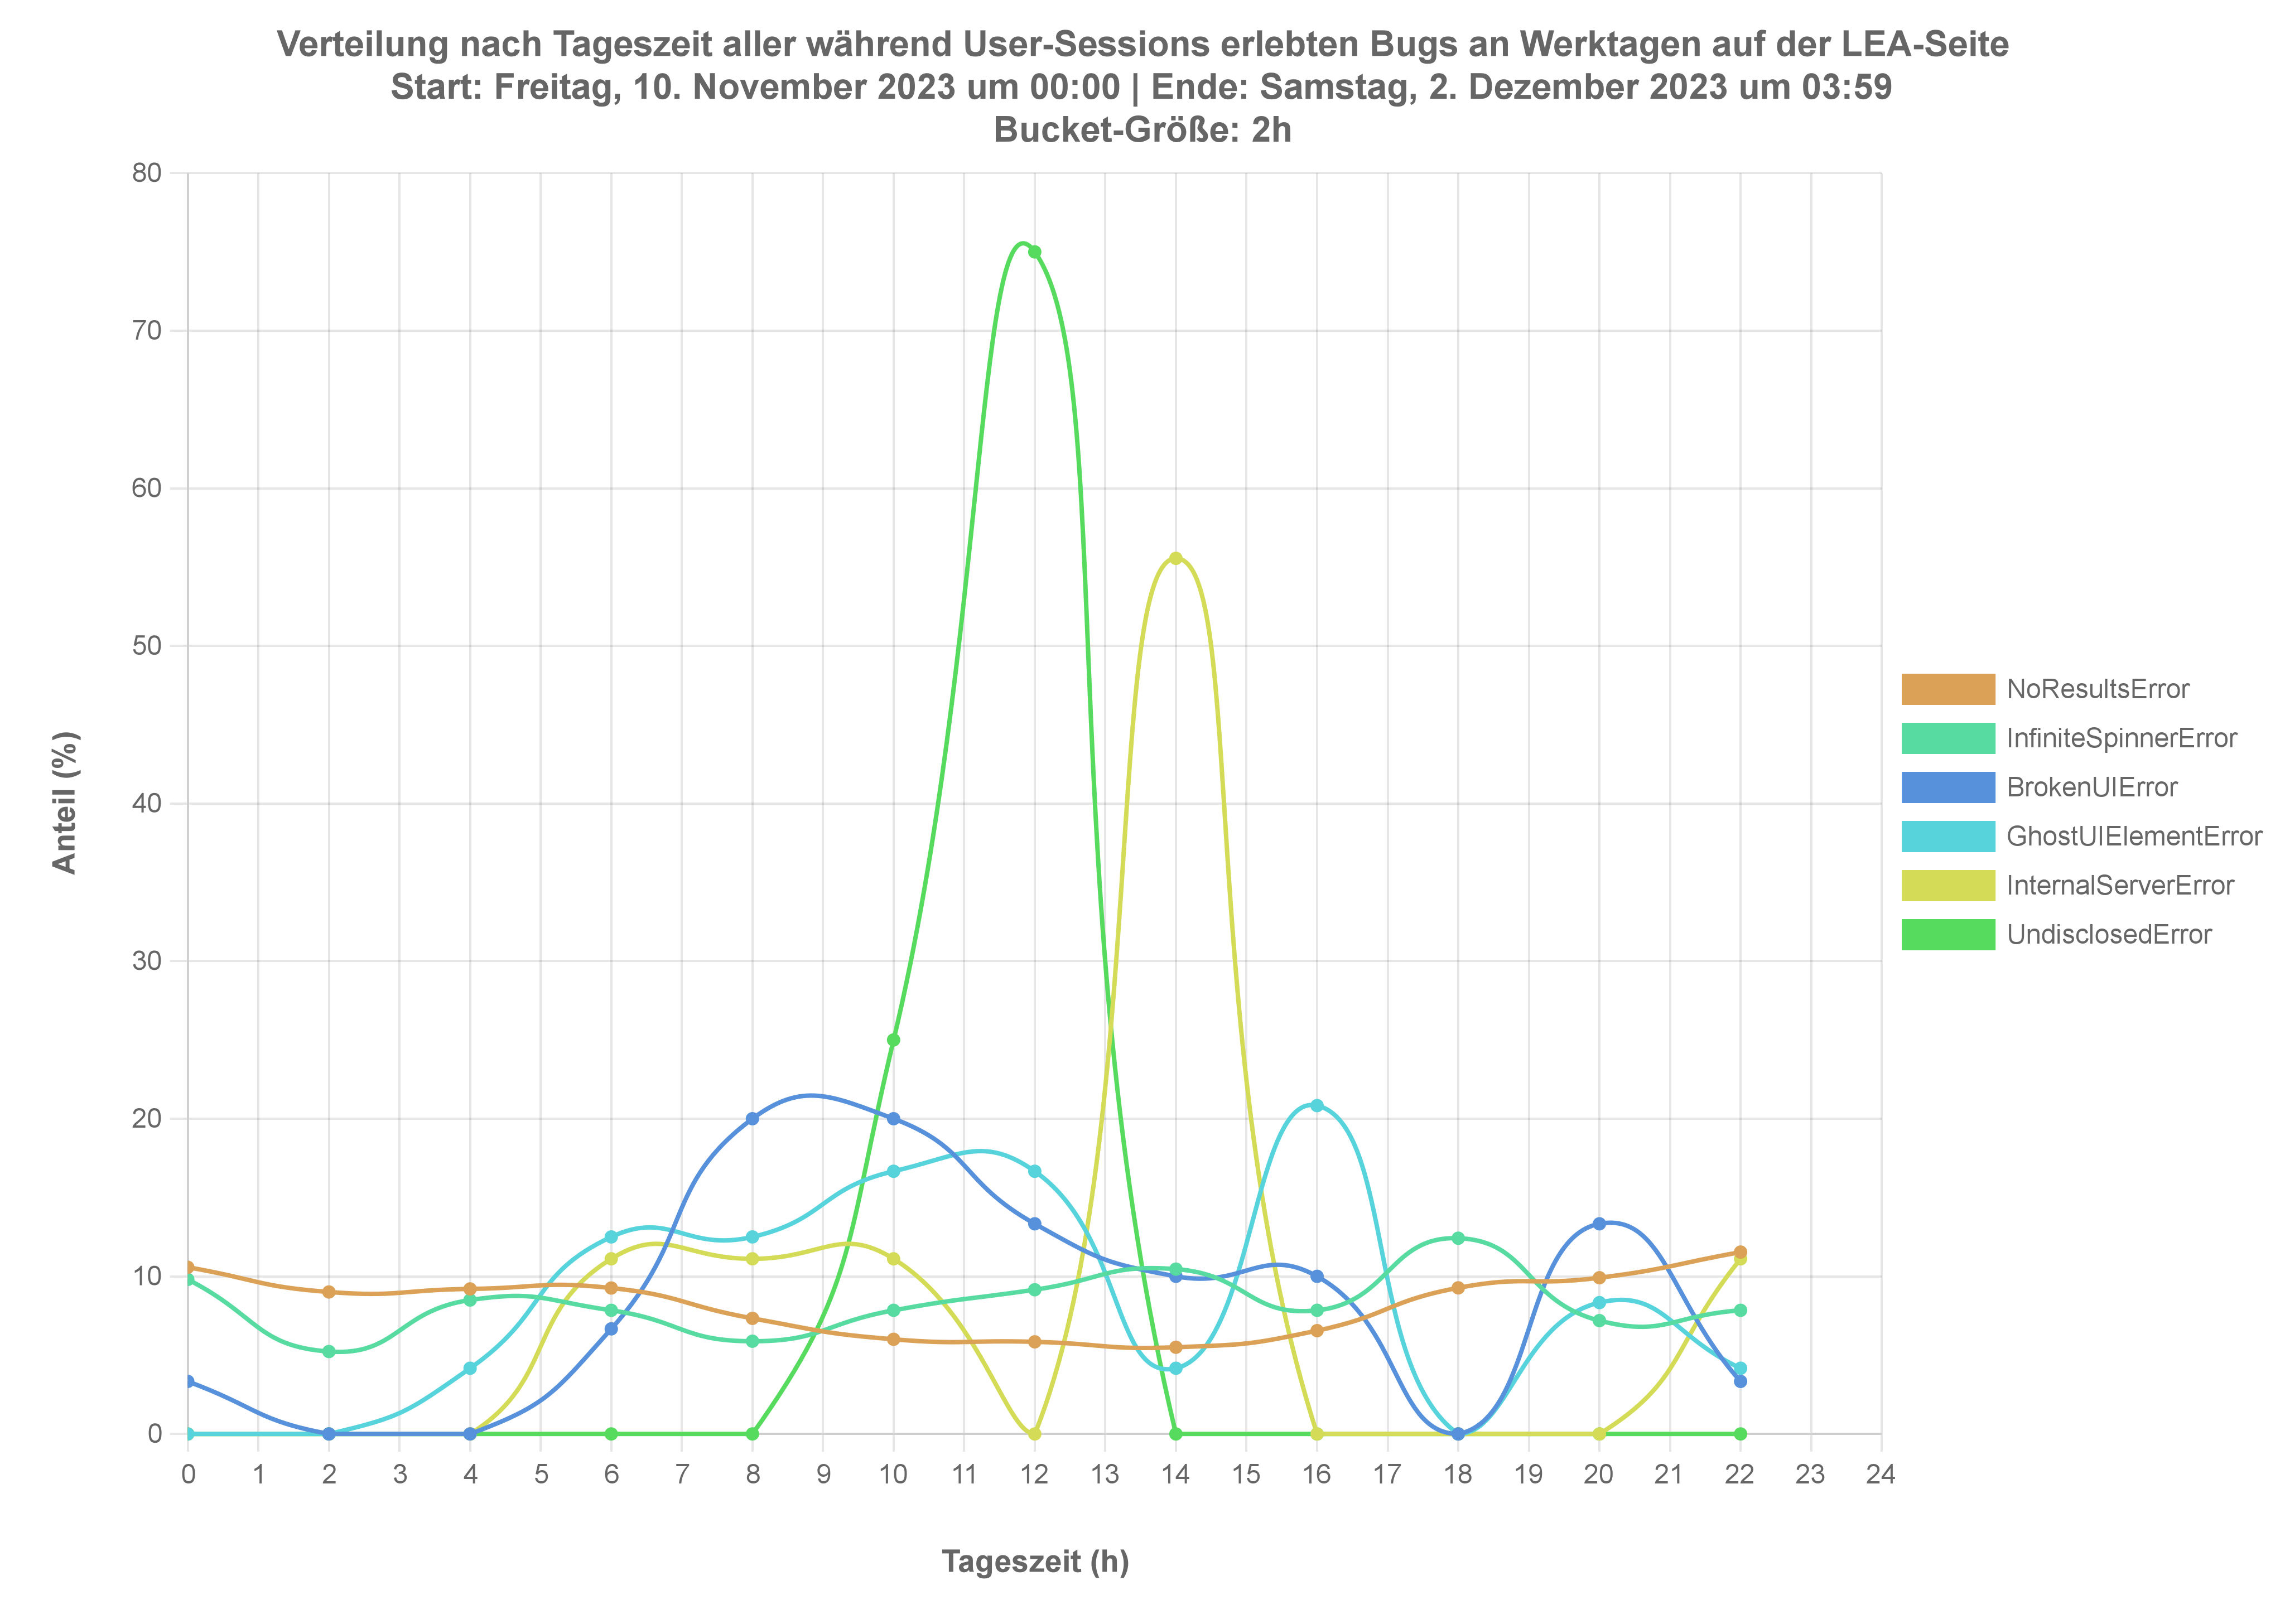 Verteilung nach Tageszeit aller während User-Sessions erlebten Bugs an Werktagen auf der LEA-Seite
Start: Freitag, 10. November 2023 um 00:00 | Ende: Samstag, 2. Dezember 2023 um 03:59
Bucket-Größe: 2h
80
70
60
50
40
30
20
10
0
Anteil (%)
0 1 2 3 4 5 6 7 8 9 10 11 12 13 14 15 16 17 18 19 20 21 22 23 24
Tageszeit (h)
NoResultsError
InfiniteSpinnerError
BrokenUIError
GhostUIElementError
InternalServerError
UndisclosedError